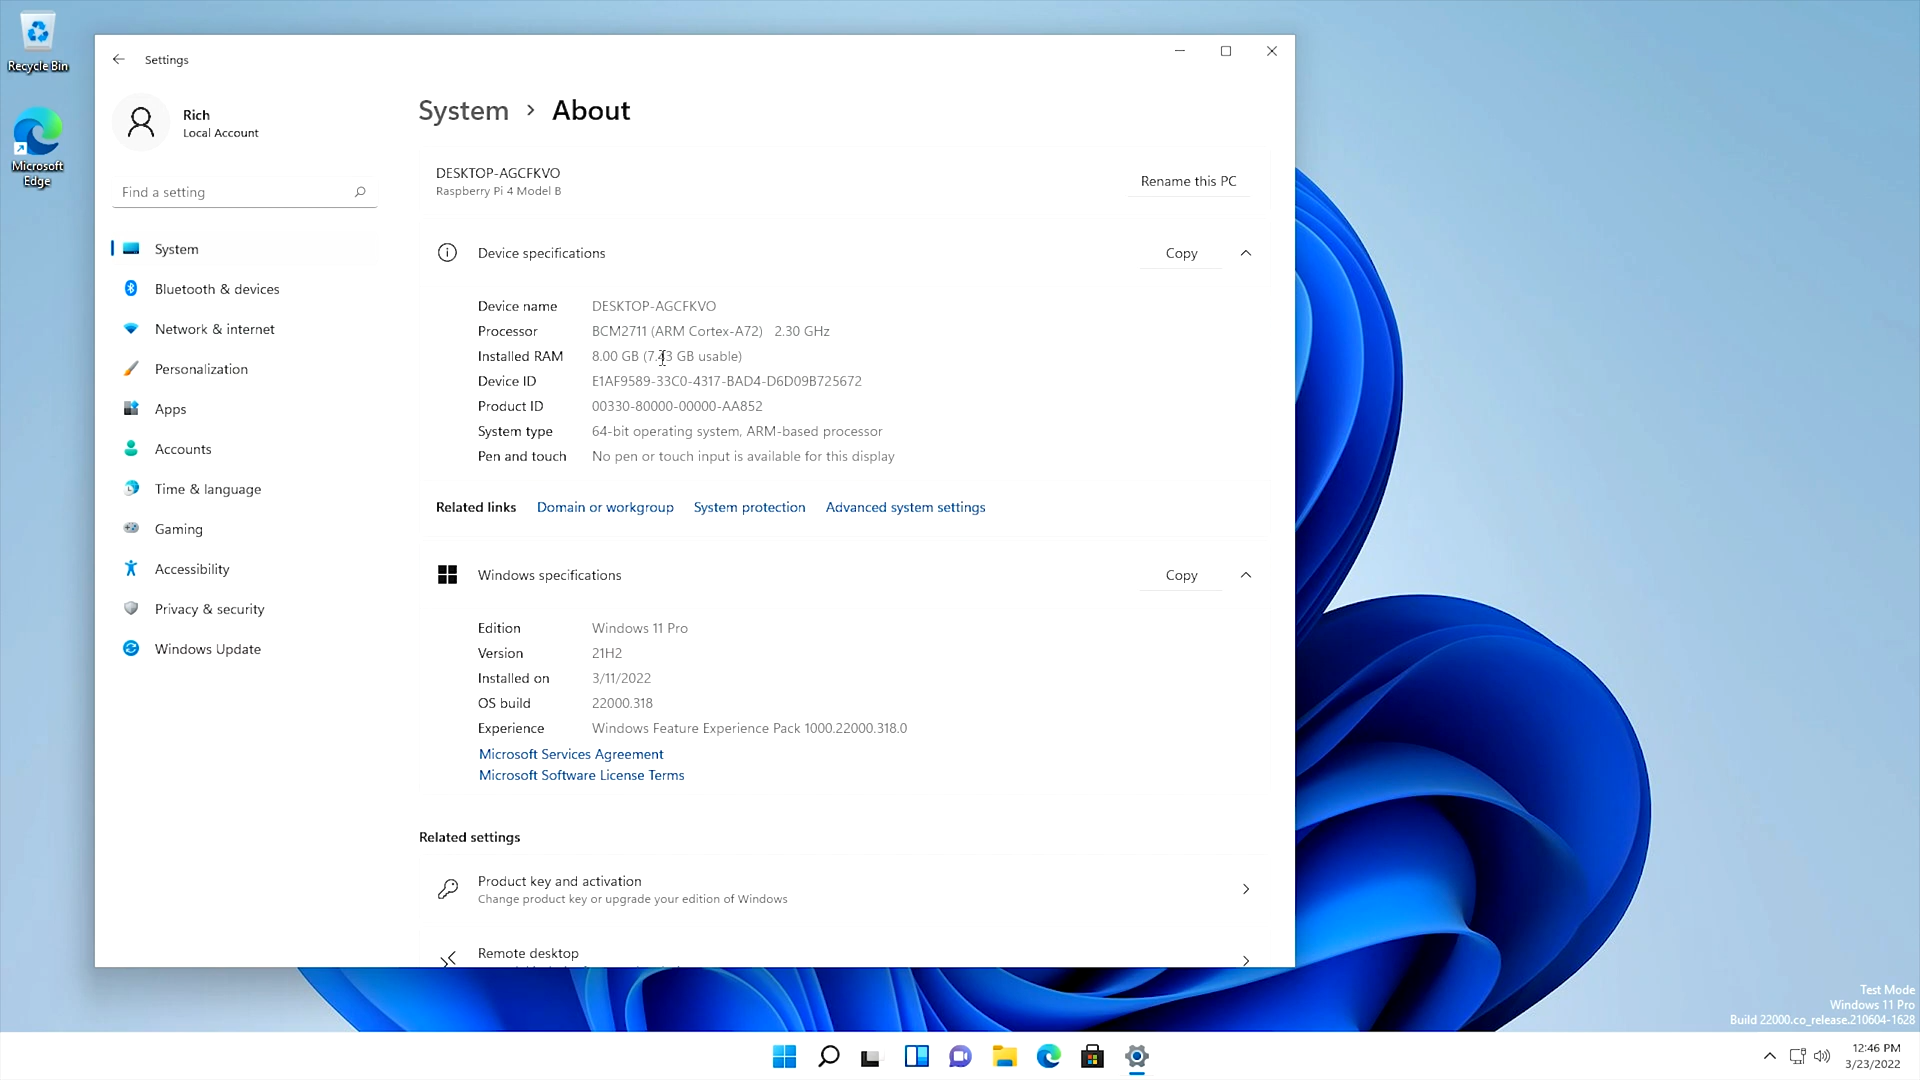 Recycle Bin
Microsoft Edge
Settings
Rich
Local Account
Find a setting
System
Bluetooth & devices
Network & internet
Personalization
Apps
Accounts
Time & language
Gaming
Accessibility
Privacy & security
Windows Update
System › About
DESKTOP-AGCFKVO
Raspberry Pi 4 Model B
Rename this PC
Device specifications
Copy
Device name DESKTOP-AGCFKVO
Processor BCM2711 (ARM Cortex-A72) 2.30 GHz
Installed RAM 8.00 GB GB usable)
Device ID E1AF9589-33C0-4317-BAD4-D6D09B725672
Product ID 00330-80000-00000-AA852
System type 64-bit operating system, ARM-based processor
Pen and touch No pen or touch input is available for this display
Related links Domain or workgroup System protection Advanced system settings
Windows specifications
Copy
Edition Windows 11 Pro
Version 21H2
Installed on 3/11/2022
OS build 22000.318
Experience Windows Feature Experience Pack 1000.22000.318.0
Microsoft Services Agreement
Microsoft Software License Terms
Related settings
Product key and activation
Change product key or upgrade your edition of Windows
Remote desktop
Test Mode
Windows 11 Pro
Build 22000.co_release.210604-1628
12:46 PM
3/23/2022